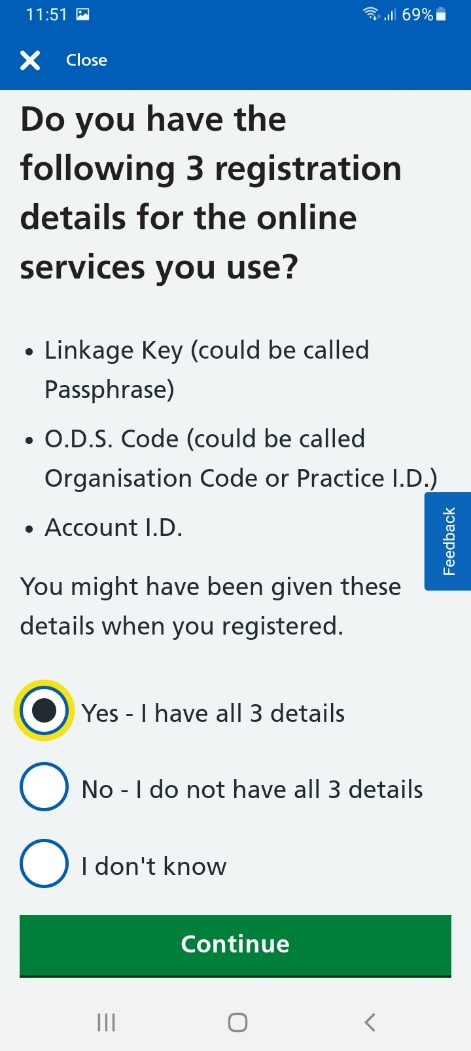 11:51
69%
Close
Do you have the
following 3 registration
details for the online
services you use?
• Linkage Key (could be called
Passphrase)
• O.D.S. Code (could be called
Organisation Code or Practice I.D.)
• Account I.D.
Feedback
You might have been given these
details when you registered.
Yes - I have all 3 details
No - I do not have all 3 details
I don't know
Continue